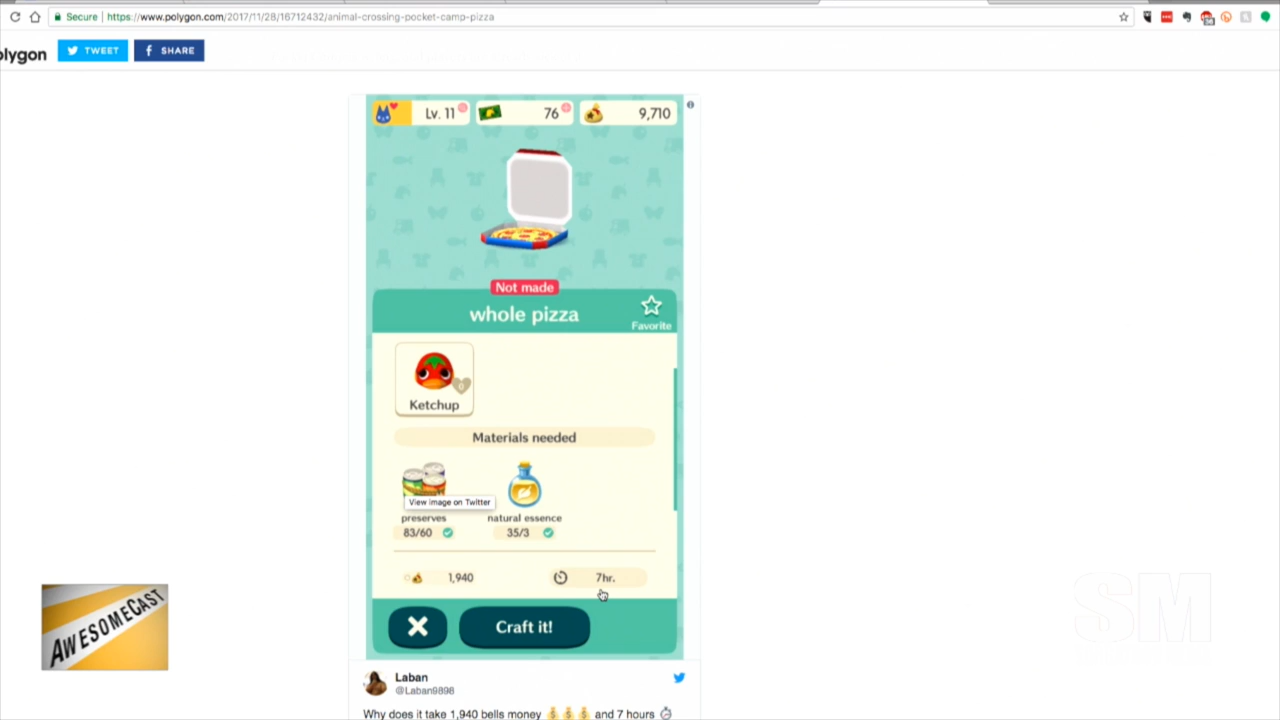 Secure | https://www.polygon.com/2017/11/28/16712432/animal-crossing-pocket-camp-pizza
olygon TWEET SHARE
Lv. 11 76 9,710
Not made
whole pizza
Favorite
Ketchup
Materials needed
View image on Twitter
preserves natural essence
83/60 35/3
1,940 7hr.
Craft it!
AWESOMECAST
SM
Laban
@Laban9898
Why does it take 1,940 bells money 💰 💰 💰 and 7 hours ⏱